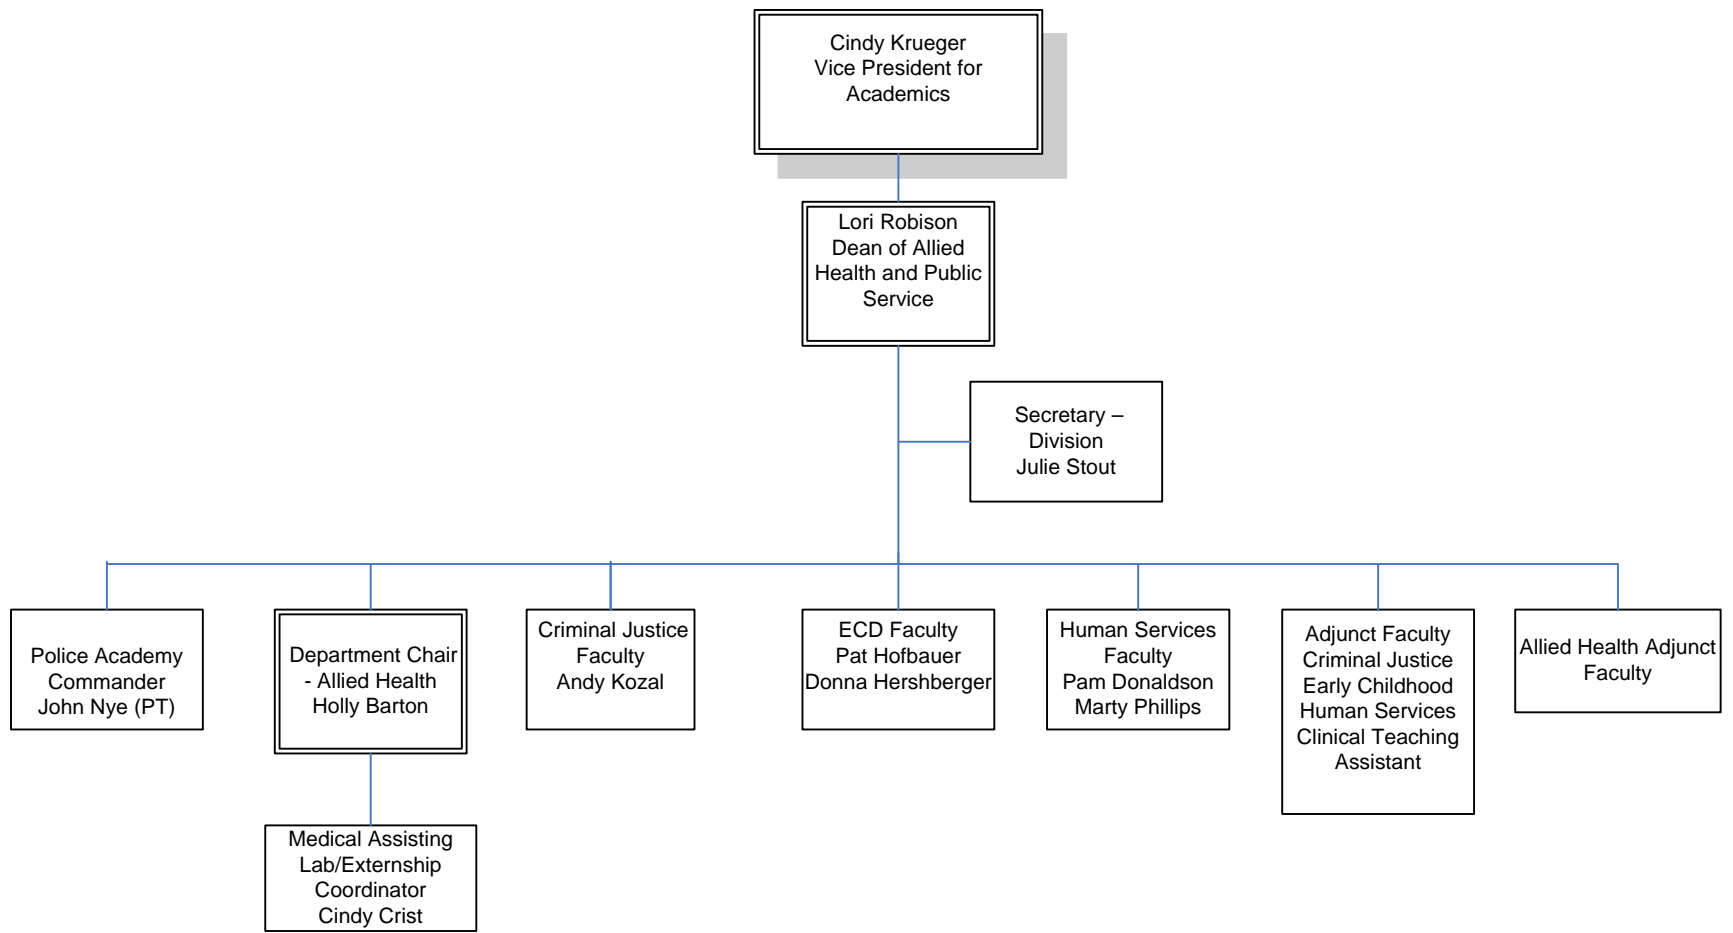 Cindy Krueger
Vice President for
Academics
Lori Robison
Dean of Allied
Health and Public
Service
Secretary –
Division
Julie Stout
Police Academy
Commander
John Nye (PT)
Department Chair
- Allied Health
Holly Barton
Criminal Justice
Faculty
Andy Kozal
ECD Faculty
Pat Hofbauer
Donna Hershberger
Human Services
Faculty
Pam Donaldson
Marty Phillips
Adjunct Faculty
Criminal Justice
Early Childhood
Human Services
Clinical Teaching
Assistant
Allied Health Adjunct
Faculty
Medical Assisting
Lab/Externship
Coordinator
Cindy Crist